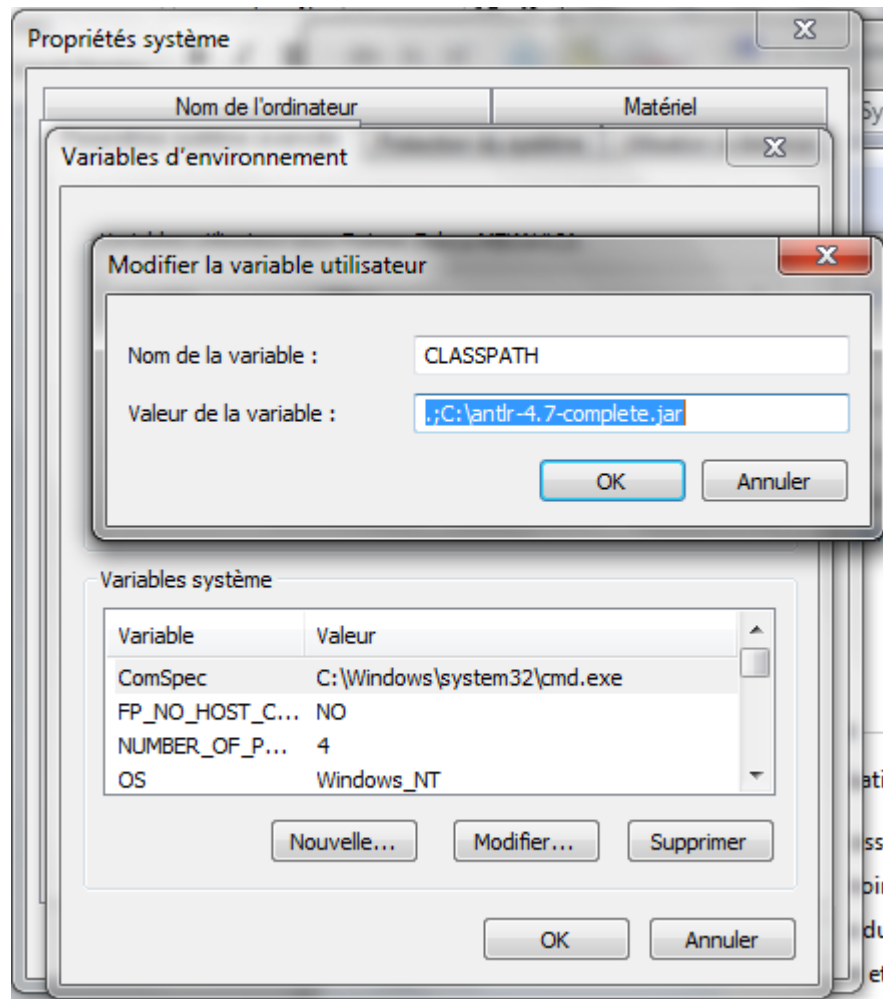 Propriétés système
Nom de l'ordinateur Matériel
Variables d'environnement
Modifier la variable utilisateur
Nom de la variable : CLASSPATH
Valeur de la variable : .;C:\antlr-4.7-complete.jar
OK Annuler
Variables système
Variable Valeur
ComSpec C:\Windows\system32\cmd.exe
FP_NO_HOST_C... NO
NUMBER_OF_P... 4
OS Windows_NT
Nouvelle... Modifier... Supprimer
OK Annuler